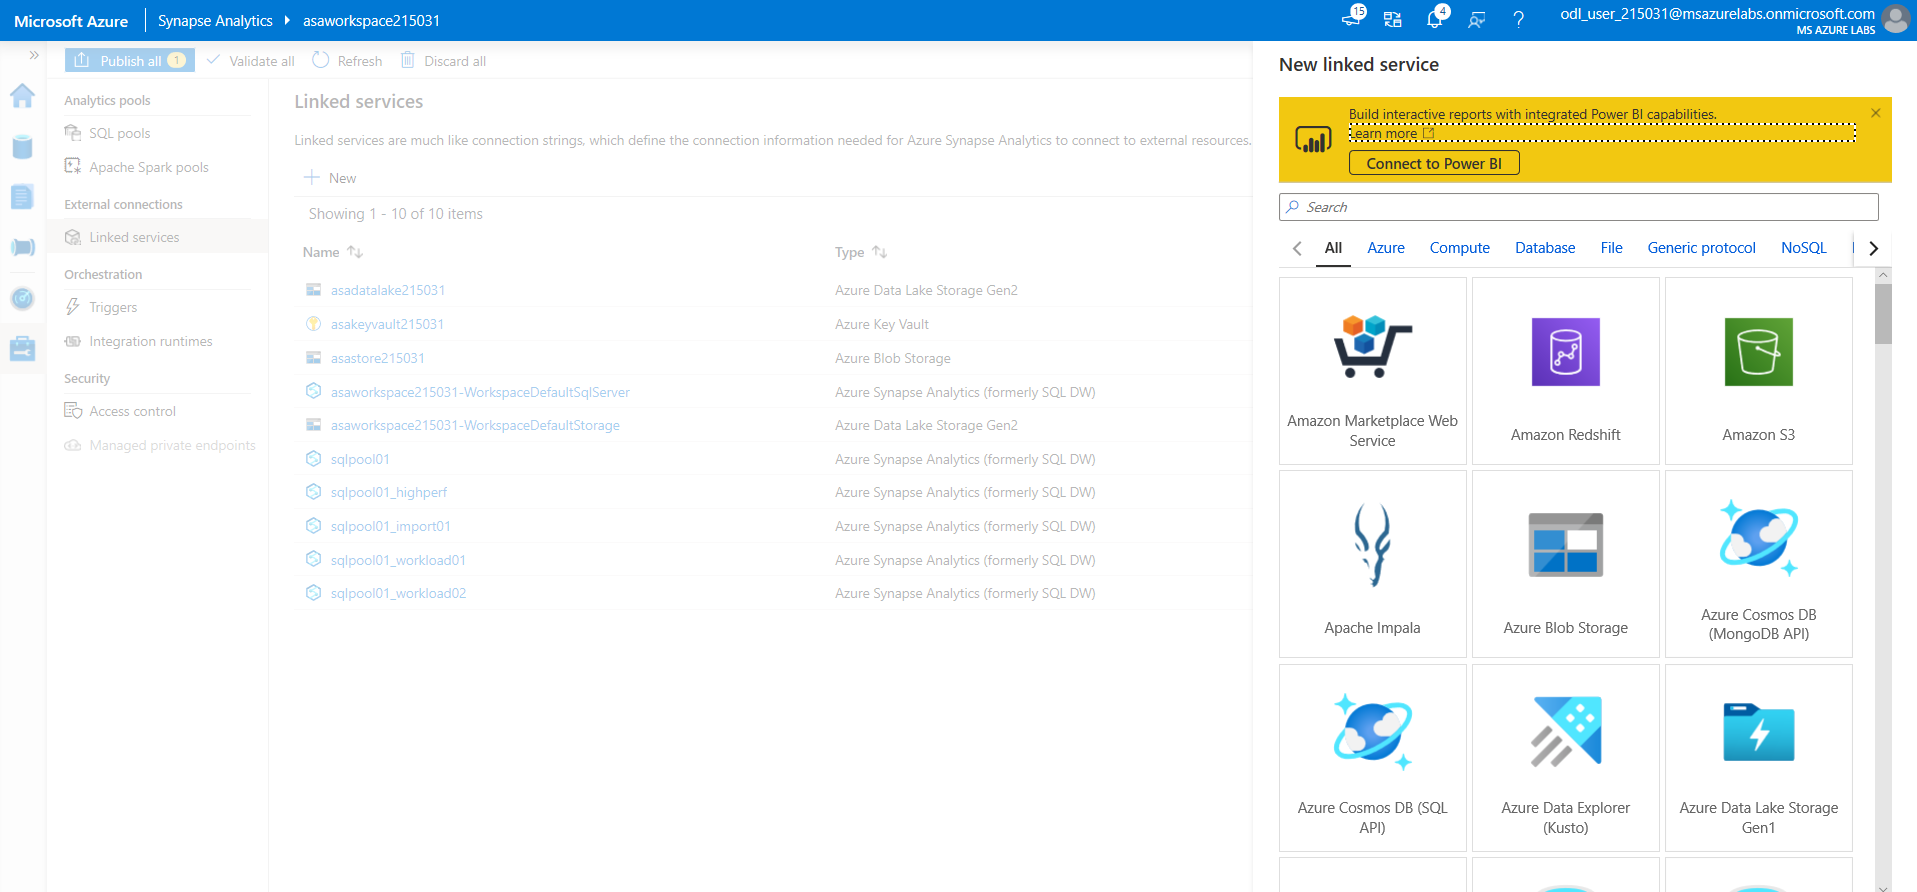 Microsoft Azure
Synapse Analytics
asaworkspace215031
15
4
?
odl_user_215031@msazurelabs.onmicrosoft.com
MS AZURE LABS
Publish all
1
Validate all
Refresh
Discard all
Analytics pools
SQL pools
Apache Spark pools
External connections
Linked services
Orchestration
Triggers
Integration runtimes
Security
Access control
Managed private endpoints
Linked services
Linked services are much like connection strings, which define the connection information needed for Azure Synapse Analytics to connect to external resources.
New
Showing 1 - 10 of 10 items
Name
Type
asadatalake215031
Azure Data Lake Storage Gen2
asakeyvault215031
Azure Key Vault
asastore215031
Azure Blob Storage
asaworkspace215031-WorkspaceDefaultSqlServer
Azure Synapse Analytics (formerly SQL DW)
asaworkspace215031-WorkspaceDefaultStorage
Azure Data Lake Storage Gen2
sqlpool01
Azure Synapse Analytics (formerly SQL DW)
sqlpool01_highperf
Azure Synapse Analytics (formerly SQL DW)
sqlpool01_import01
Azure Synapse Analytics (formerly SQL DW)
sqlpool01_workload01
Azure Synapse Analytics (formerly SQL DW)
sqlpool01_workload02
Azure Synapse Analytics (formerly SQL DW)
New linked service
Build interactive reports with integrated Power BI capabilities.
Learn more
Connect to Power BI
Search
All
Azure
Compute
Database
File
Generic protocol
NoSQL
Amazon Marketplace Web
Service
Amazon Redshift
Amazon S3
Apache Impala
Azure Blob Storage
Azure Cosmos DB
(MongoDB API)
Azure Cosmos DB (SQL
API)
Azure Data Explorer
(Kusto)
Azure Data Lake Storage
Gen1